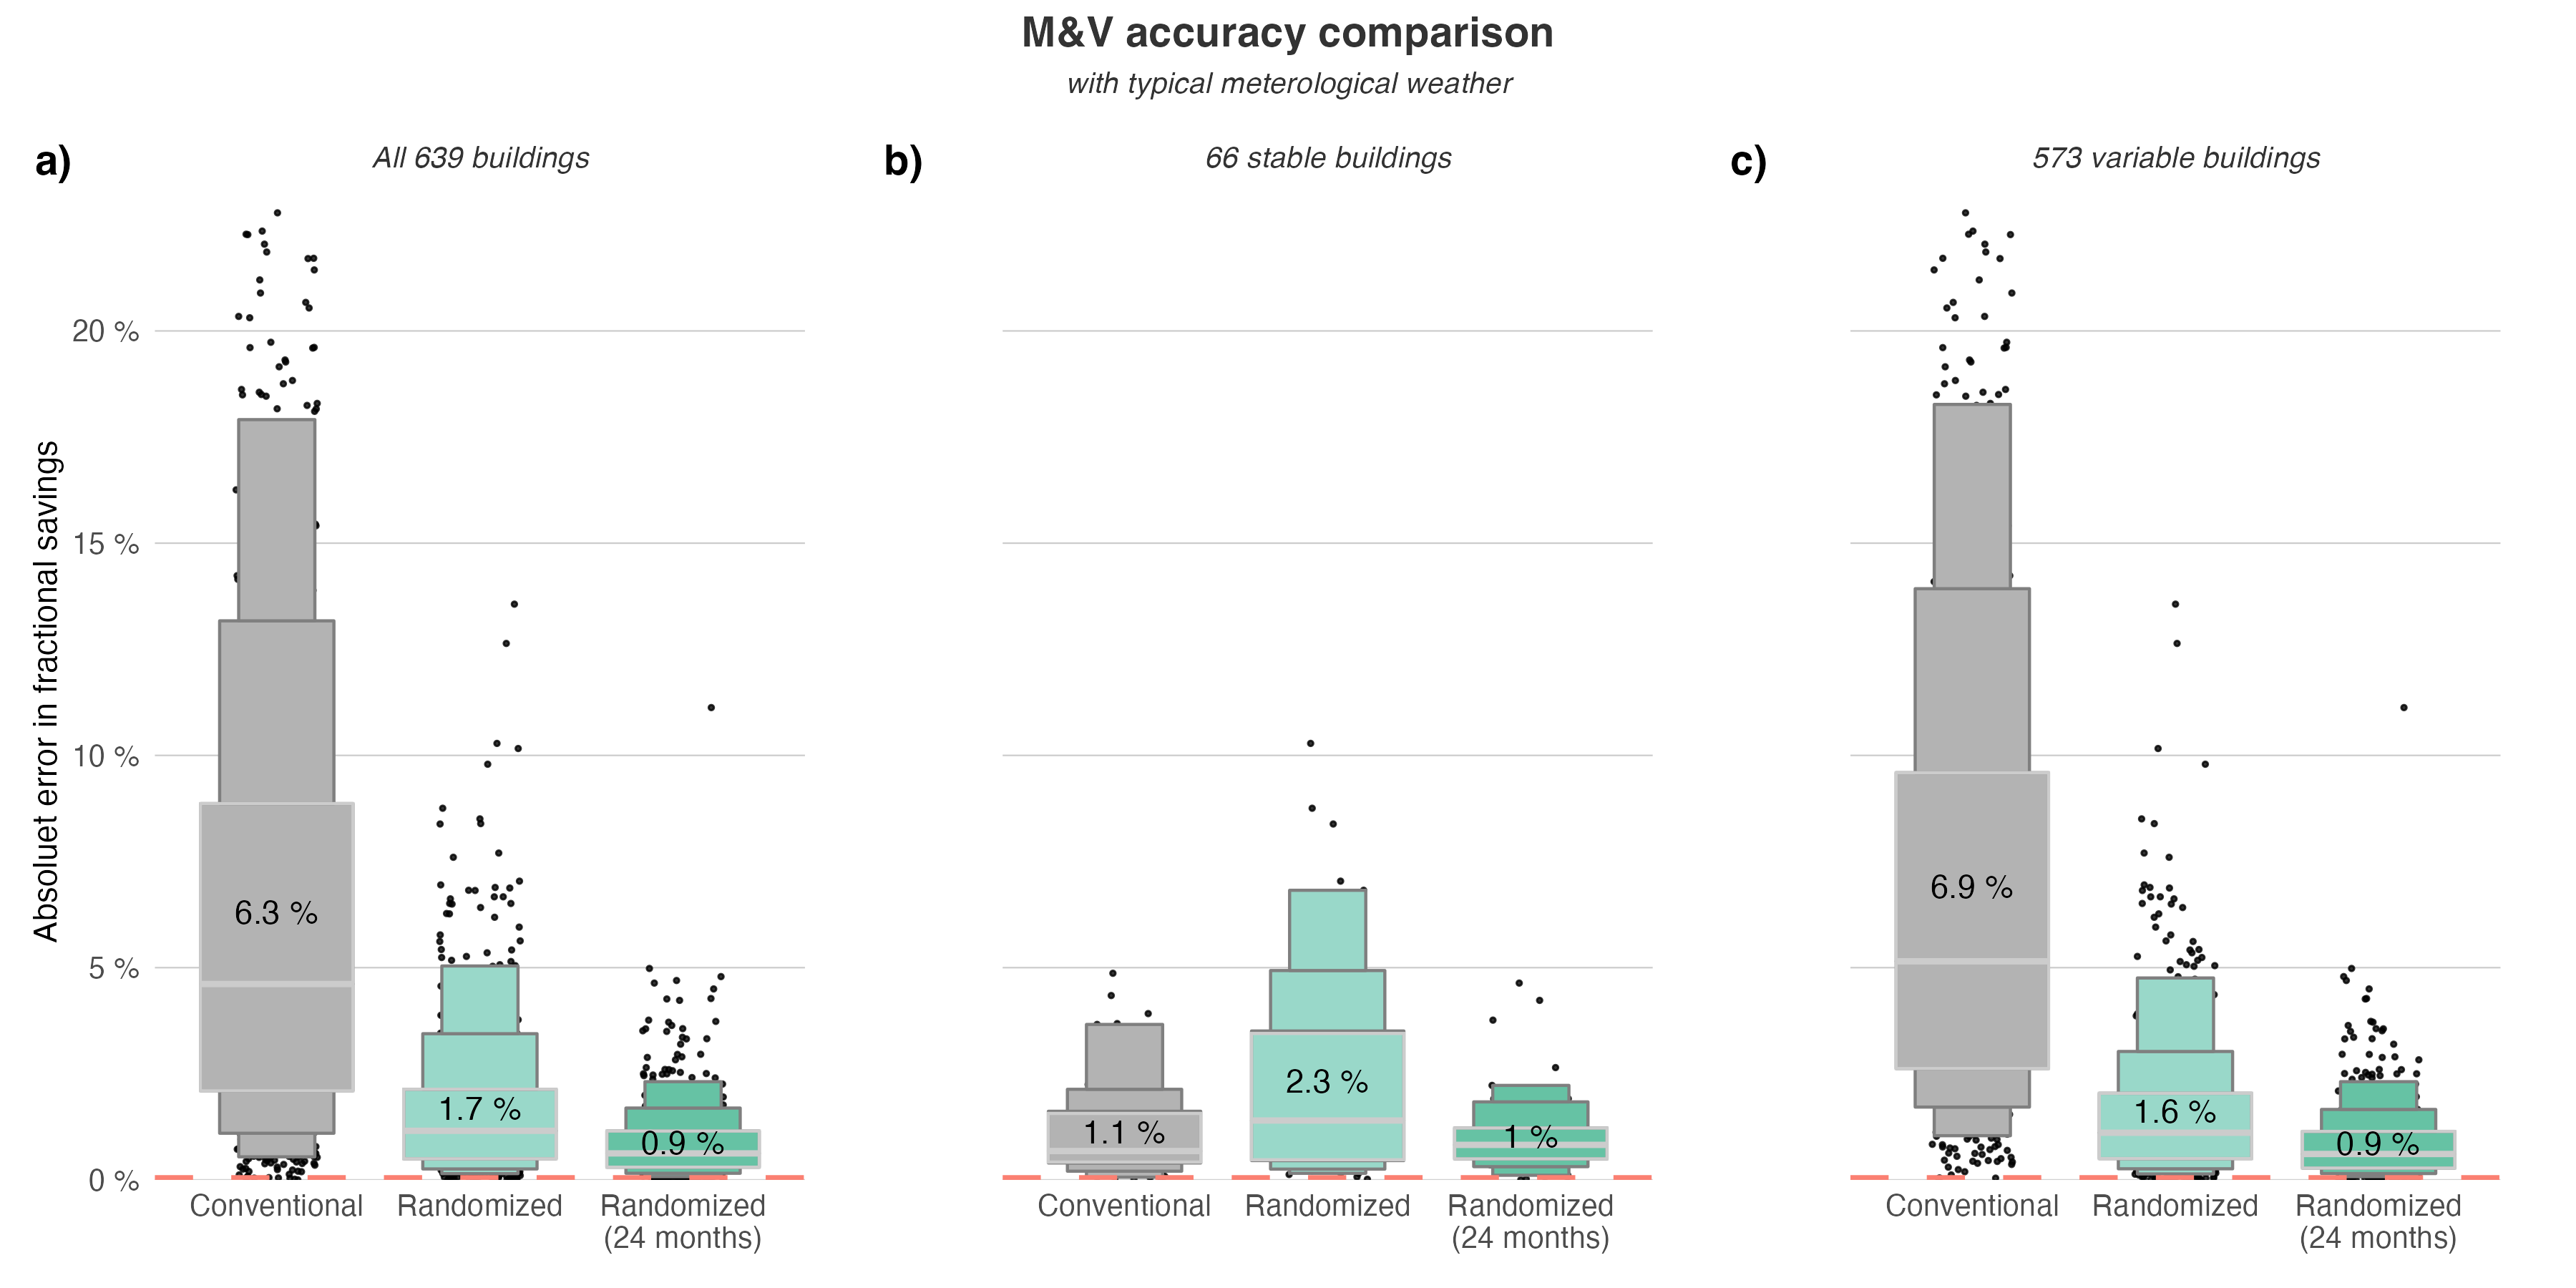 M&V accuracy comparison
with typical meterological weather
a)
All 639 buildings
b)
66 stable buildings
c)
573 variable buildings
Absoluet error in fractional savings
20 %
15 %
10 %
5 %
0 %
6.3 %
1.7 %
0.9 %
Conventional
Randomized
Randomized
(24 months)
1.1 %
2.3 %
1 %
Conventional
Randomized
Randomized
(24 months)
6.9 %
1.6 %
0.9 %
Conventional
Randomized
Randomized
(24 months)